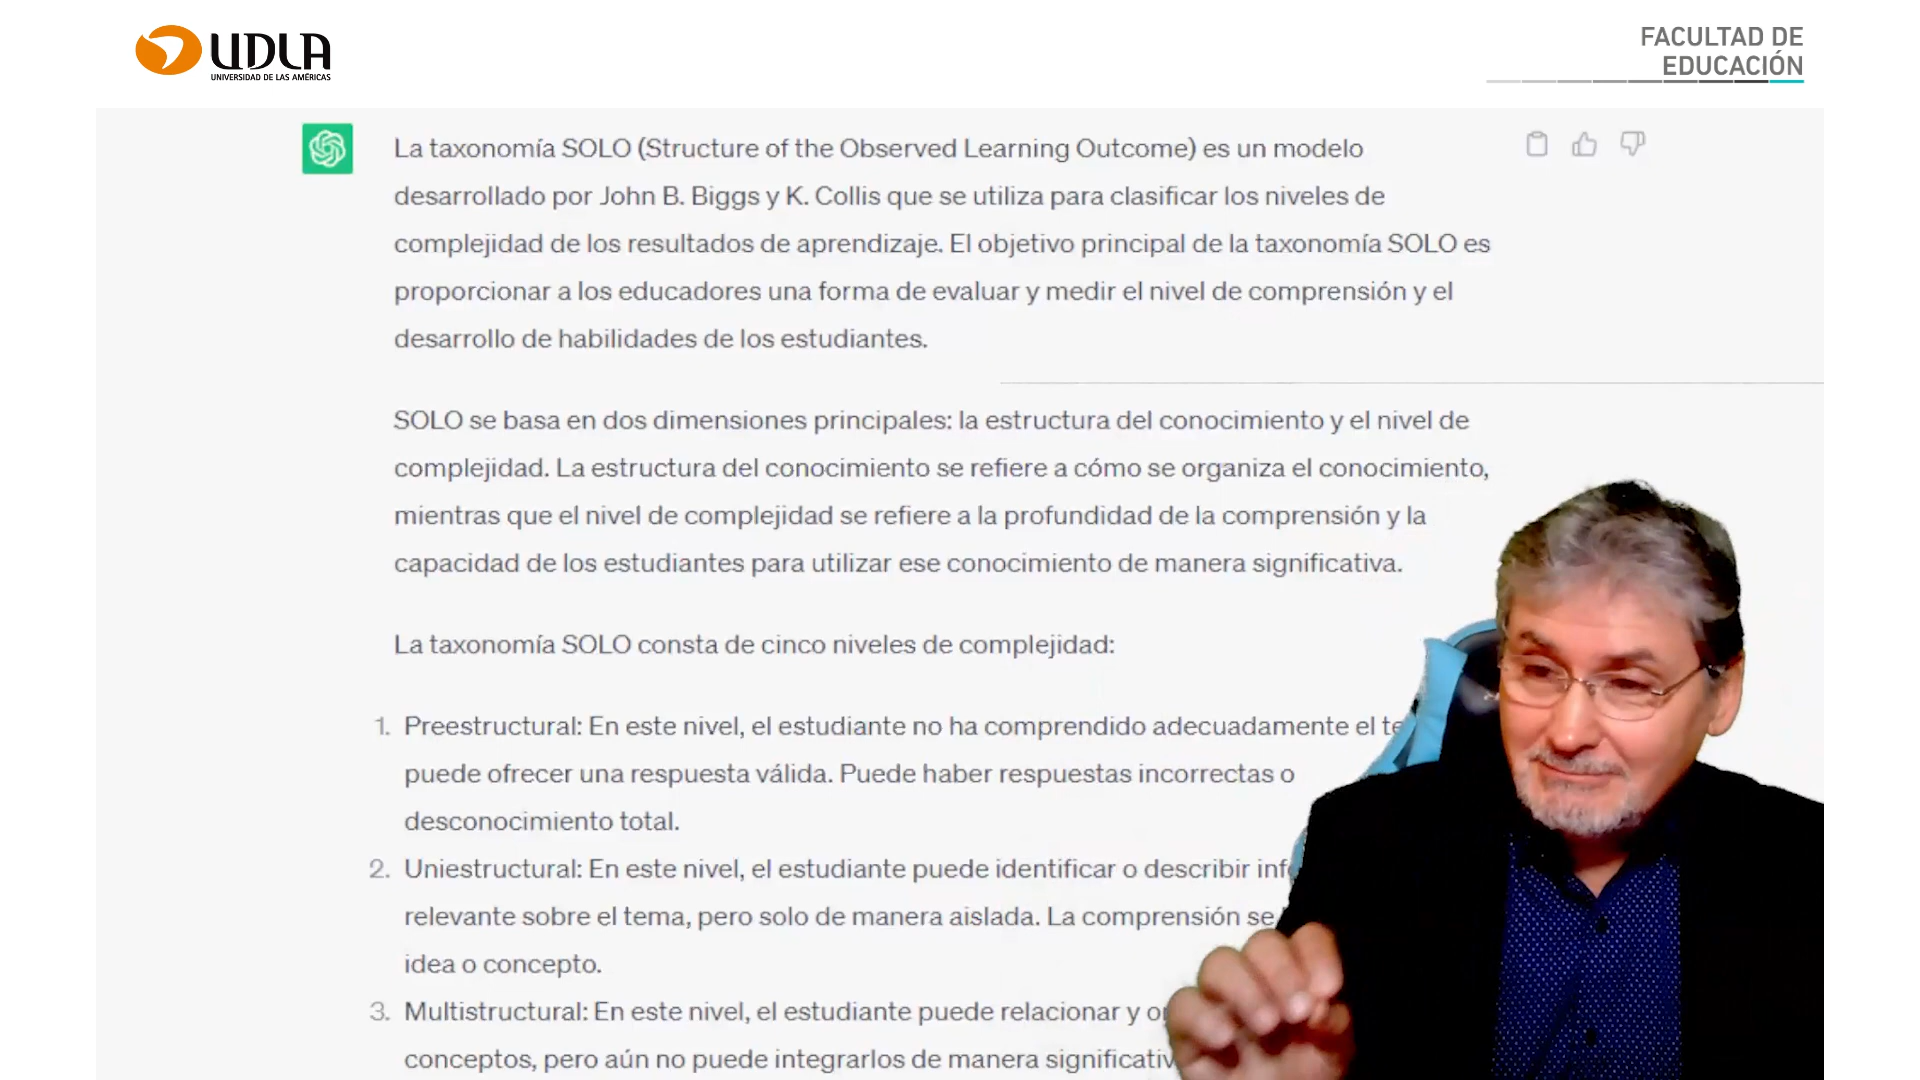 UDLA
UNIVERSIDAD DE LAS AMÉRICAS
FACULTAD DE
EDUCACIÓN
La taxonomía SOLO (Structure of the Observed Learning Outcome) es un modelo
desarrollado por John B. Biggs y K. Collis que se utiliza para clasificar los niveles de
complejidad de los resultados de aprendizaje. El objetivo principal de la taxonomía SOLO es
proporcionar a los educadores una forma de evaluar y medir el nivel de comprensión y el
desarrollo de habilidades de los estudiantes.
SOLO se basa en dos dimensiones principales: la estructura del conocimiento y el nivel de
complejidad. La estructura del conocimiento se refiere a cómo se organiza el conocimiento,
mientras que el nivel de complejidad se refiere a la profundidad de la comprensión y la
capacidad de los estudiantes para utilizar ese conocimiento de manera significativa.
La taxonomía SOLO consta de cinco niveles de complejidad:
1. Preestructural: En este nivel, el estudiante no ha comprendido adecuadamente el
puede ofrecer una respuesta válida. Puede haber respuestas incorrectas o
desconocimiento total.
2. Uniestructural: En este nivel, el estudiante puede identificar o describir
relevante sobre el tema, pero solo de manera aislada. La comprensión se
idea o concepto.
3. Multistructural: En este nivel, el estudiante puede relacionar y
conceptos, pero aún no puede integrarlos de manera